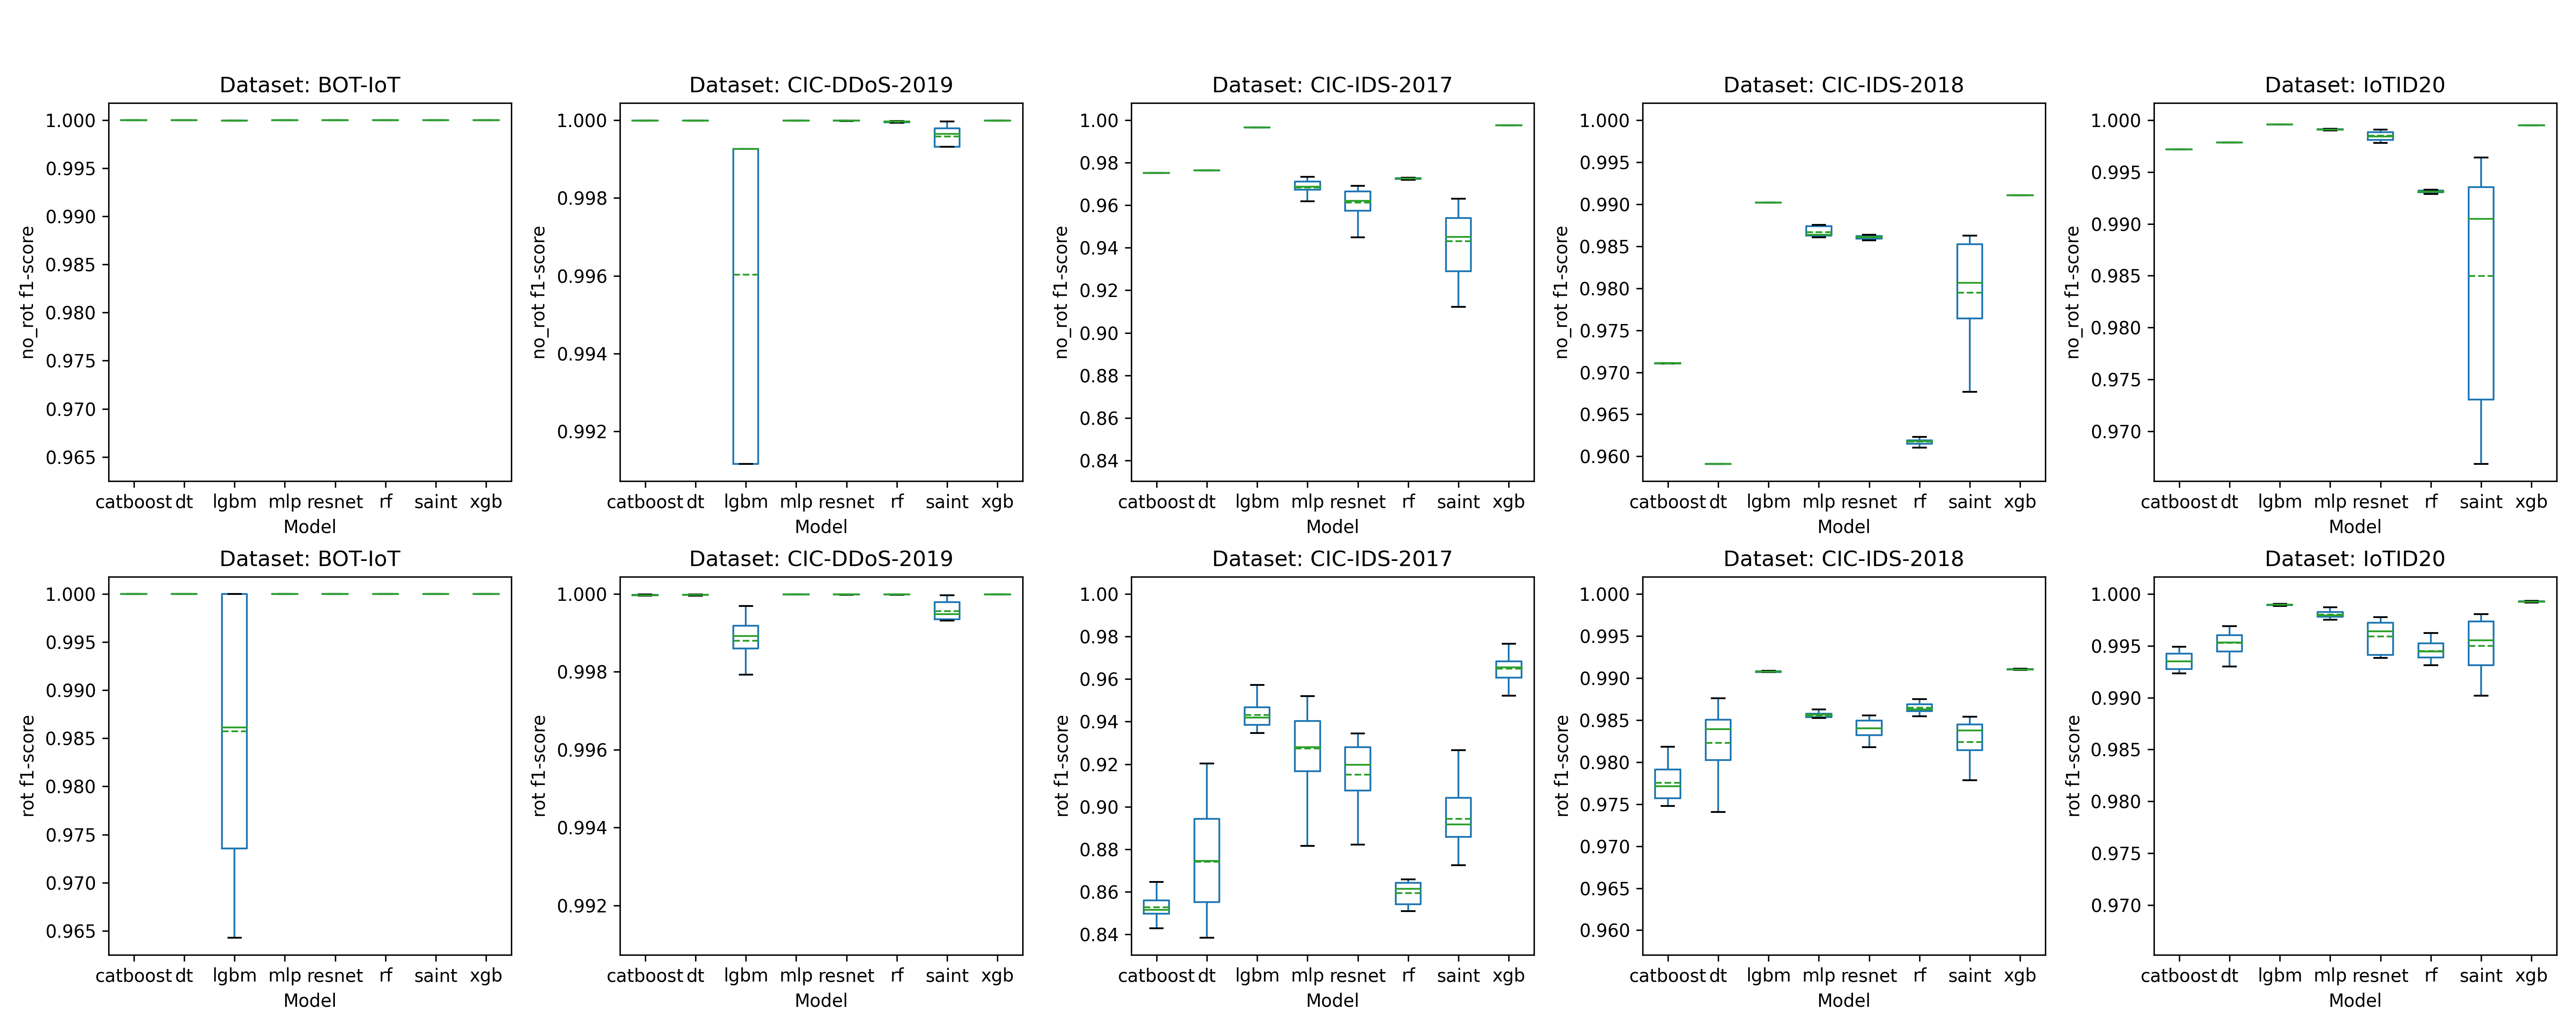 Dataset: BOT-IoT
no_rot f1-score
1.000
0.995
0.990
0.985
0.980
0.975
0.970
0.965
catboost dt lgbm mlp resnet rf saint xgb
Model
Dataset: CIC-DDoS-2019
no_rot f1-score
1.000
0.998
0.996
0.994
0.992
catboost dt lgbm mlp resnet rf saint xgb
Model
Dataset: CIC-IDS-2017
no_rot f1-score
1.00
0.98
0.96
0.94
0.92
0.90
0.88
0.86
0.84
catboost dt lgbm mlp resnet rf saint xgb
Model
Dataset: CIC-IDS-2018
no_rot f1-score
1.000
0.995
0.990
0.985
0.980
0.975
0.970
0.965
0.960
catboost dt lgbm mlp resnet rf saint xgb
Model
Dataset: IoTID20
no_rot f1-score
1.000
0.995
0.990
0.985
0.980
0.975
0.970
catboost dt lgbm mlp resnet rf saint xgb
Model
Dataset: BOT-IoT
rot f1-score
1.000
0.995
0.990
0.985
0.980
0.975
0.970
0.965
catboost dt lgbm mlp resnet rf saint xgb
Model
Dataset: CIC-DDoS-2019
rot f1-score
1.000
0.998
0.996
0.994
0.992
catboost dt lgbm mlp resnet rf saint xgb
Model
Dataset: CIC-IDS-2017
rot f1-score
1.00
0.98
0.96
0.94
0.92
0.90
0.88
0.86
0.84
catboost dt lgbm mlp resnet rf saint xgb
Model
Dataset: CIC-IDS-2018
rot f1-score
1.000
0.995
0.990
0.985
0.980
0.975
0.970
0.965
0.960
catboost dt lgbm mlp resnet rf saint xgb
Model
Dataset: IoTID20
rot f1-score
1.000
0.995
0.990
0.985
0.980
0.975
0.970
catboost dt lgbm mlp resnet rf saint xgb
Model